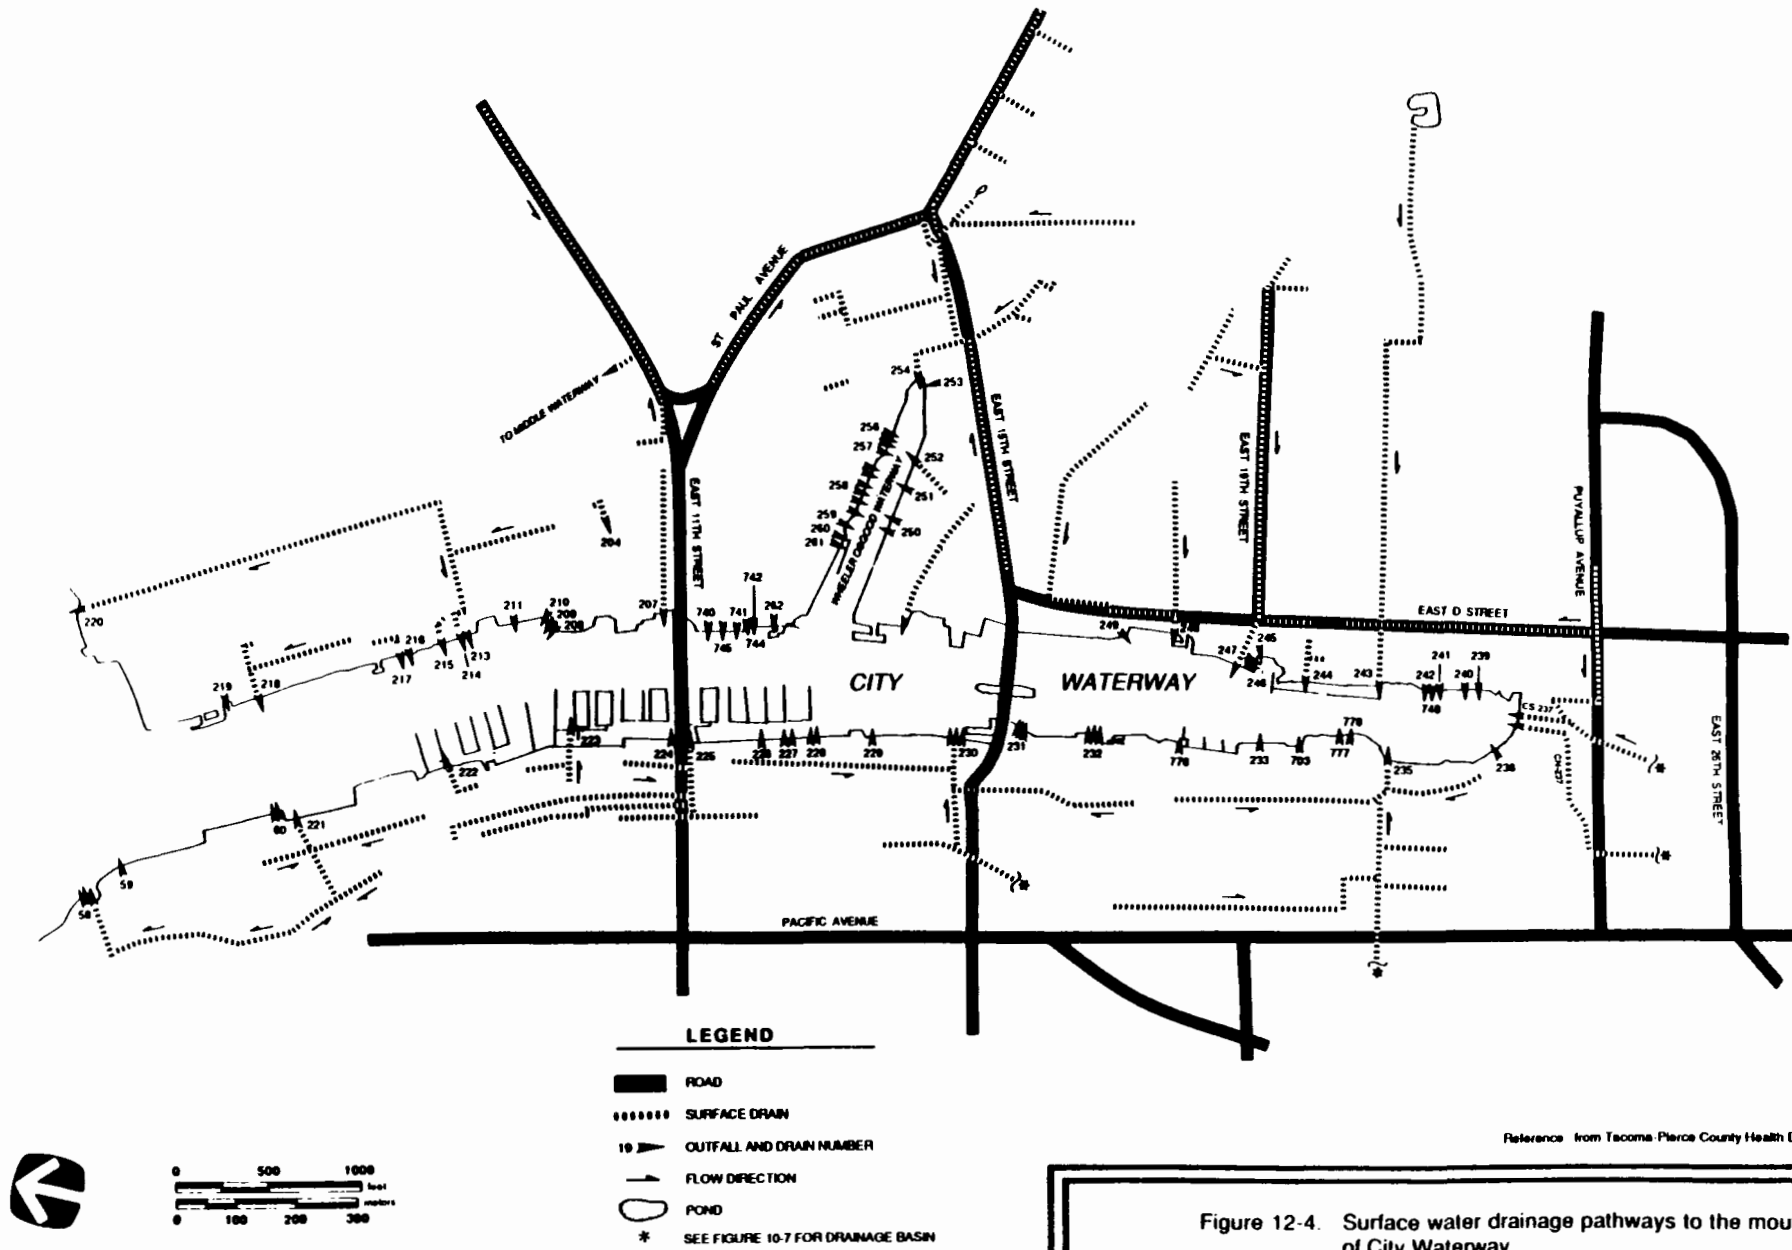 ST PAUL AVENUE
TO MIDDLE WATERWAY
EAST 11TH STREET
EAST 15TH STREET
EAST 19TH STREET
PUYALLUP AVENUE
EAST D STREET
EAST 26TH STREET
WHEELER OSGOOD WATERWAY
CITY WATERWAY
PACIFIC AVENUE
254
253
256
257
252
258
251
259
250
260
261
204
220
211
210
209
208
207
740
741
742
262
745
744
216
215
213
214
217
218
219
249
248
247
246
245
244
243
242
241
240
239
748
CS 237
CN-237
222
223
224
225
226
227
228
229
230
231
232
776
233
703
777
778
235
236
221
60
59
58
LEGEND
ROAD
SURFACE DRAIN
19 OUTFALL AND DRAIN NUMBER
FLOW DIRECTION
POND
* SEE FIGURE 10-7 FOR DRAINAGE BASIN
0 500 1000
feet
meters
0 100 200 300
Reference from Tacoma-Pierce County Health D
Figure 12-4. Surface water drainage pathways to the mou
of City Waterway